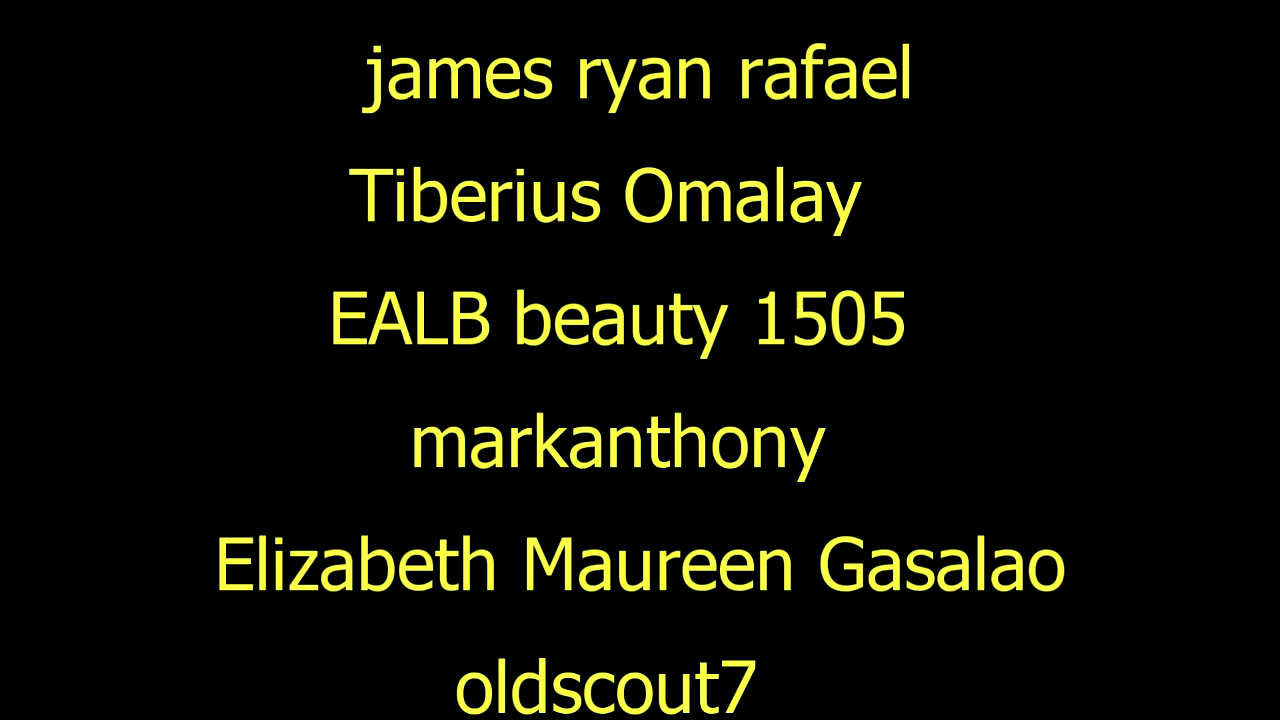 james ryan rafael
Tiberius Omalay
EALB beauty 1505
markanthony
Elizabeth Maureen Gasalao
oldscout7